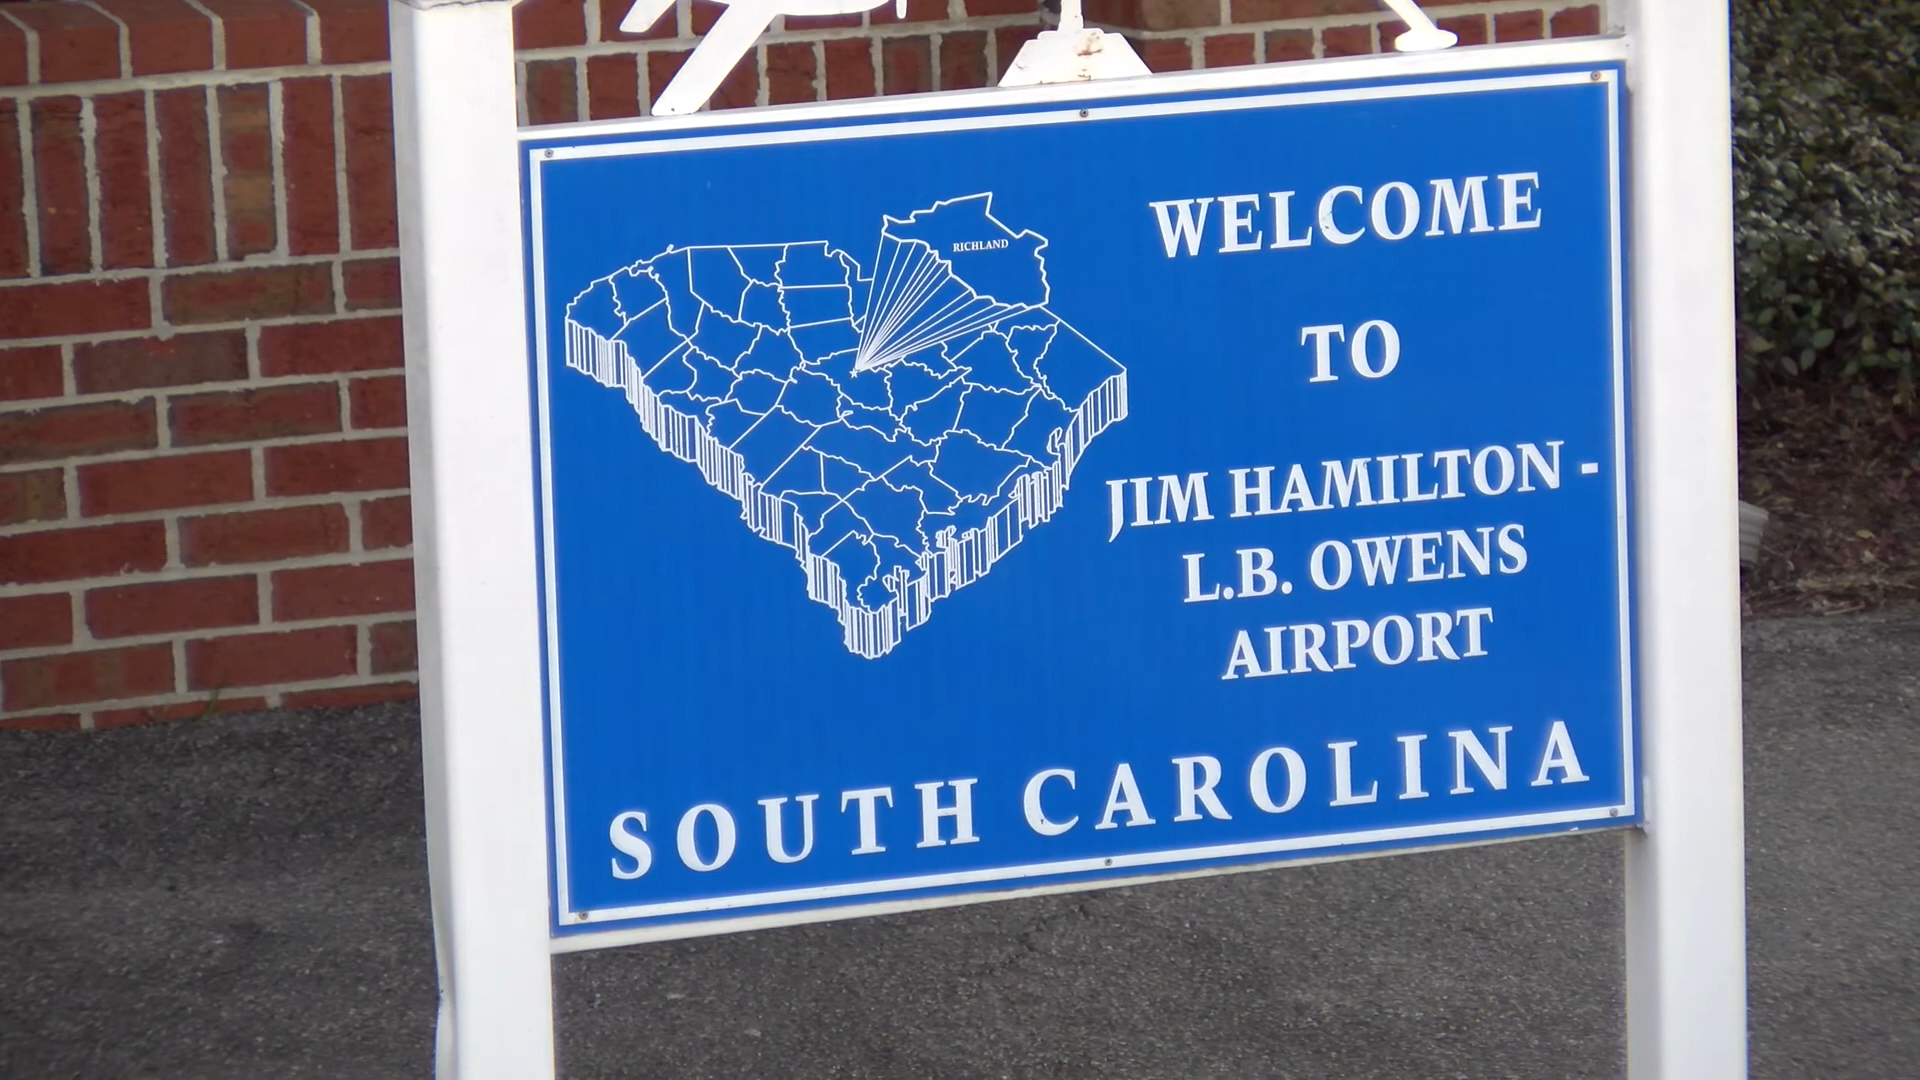 RICHLAND
WELCOME
TO
JIM HAMILTON -
L.B. OWENS
AIRPORT
SOUTH CAROLINA